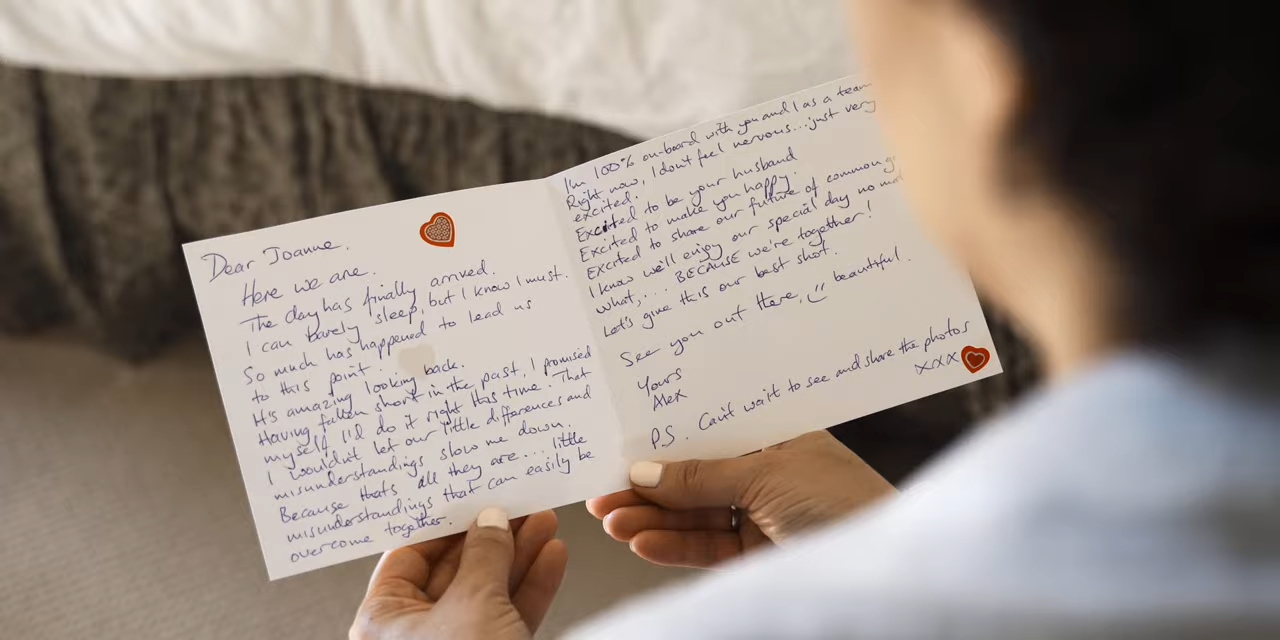 Dear Joanne.
Here we are.
The day has finally arrived.
I can barely sleep, but I know I must.
So much has happened to lead us
to this point.
It's amazing looking back.
Having fallen short in the past, I promised
myself I'd do it right this time. That
I wouldn't let our little differences and
misunderstandings slow me down.
Because thats all they are... little
misunderstandings that can easily be
overcome together.
I'm 100% on-board with you and I as a team
Right now, I don't feel nervous...just very
excited.
Excited to be your husband
Excited to make you happy.
Excited to share our future of common
I know we'll enjoy our special day no
what,... BECAUSE we're together!
Let's give this our best shot.
See you out there, beautiful.
Yours
Alex
P.S. Can't wait to see and share the photos
xxx